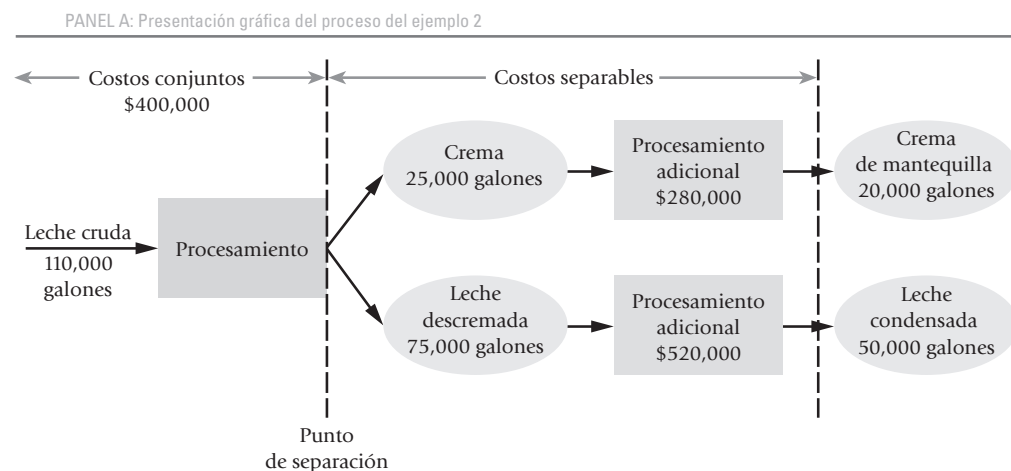 PANEL A: Presentación gráfica del proceso del ejemplo 2
Costos conjuntos
$400,000
Costos separables
Leche cruda
110,000
galones
Procesamiento
Crema
25,000 galones
Procesamiento
adicional
$280,000
Crema
de mantequilla
20,000 galones
Leche
descremada
75,000 galones
Procesamiento
adicional
$520,000
Leche
condensada
50,000 galones
Punto
de separación